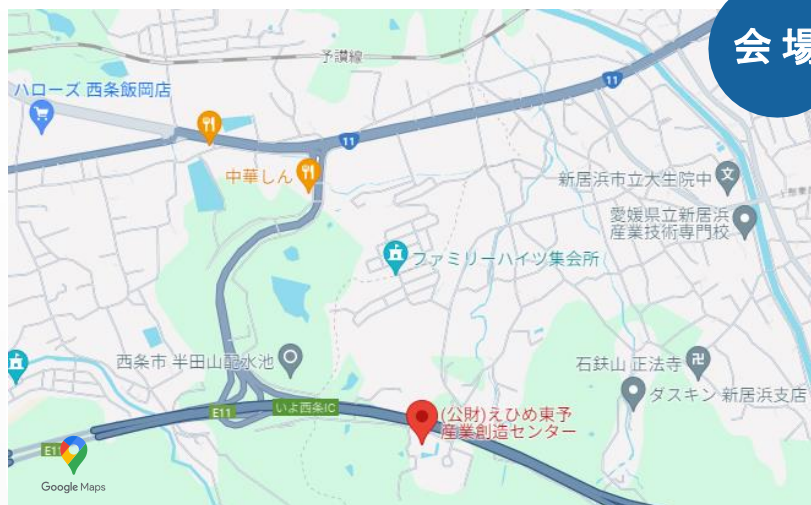 会場
予讃線
ハローズ 西条飯岡店
11
11
中華しん
新居浜市立大生院中
愛媛県立新居浜
産業技術専門校
ファミリーハイツ集会所
西条市 半田山配水池
石鈇山 正法寺
ダスキン 新居浜支店
いよ西条IC
E11
(公財)えひめ東予
産業創造センター
E11
Google Maps